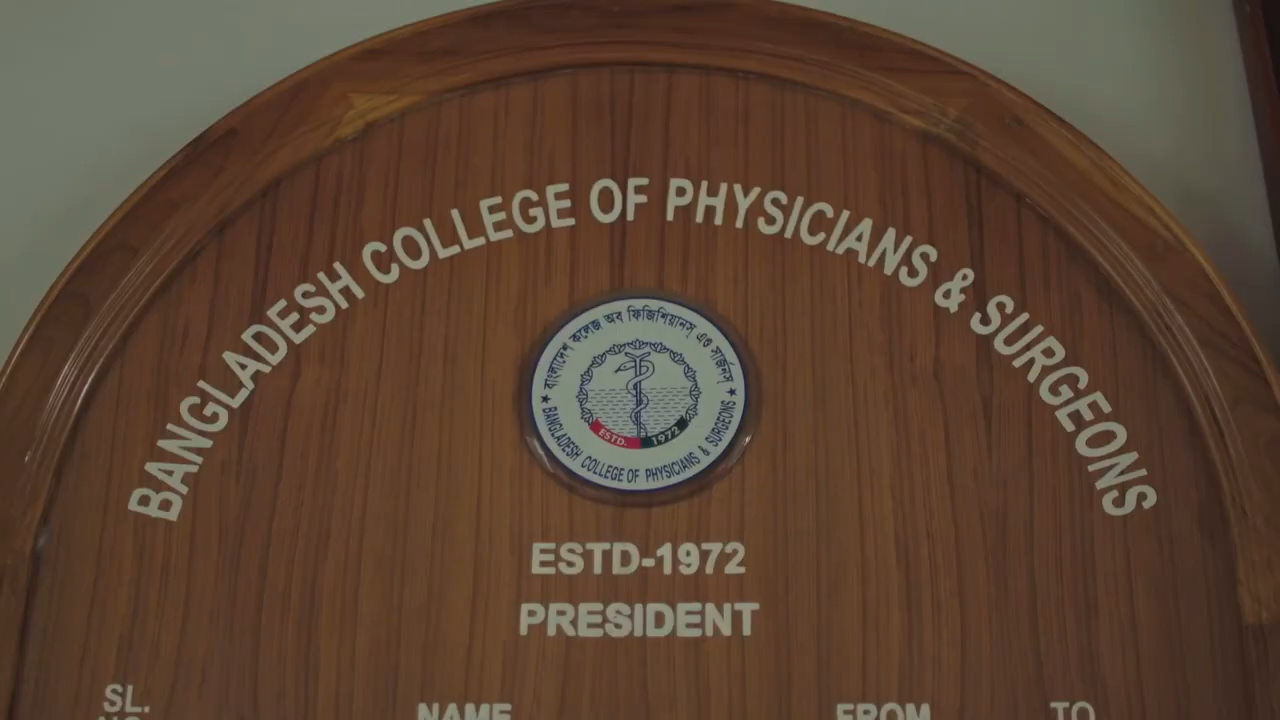 BANGLADESH COLLEGE OF PHYSICIANS & SURGEONS
বাংলাদেশ কলেজ অব ফিজিশিয়ানস্ এণ্ড সার্জনস্
ESTD. 1972
BANGLADESH COLLEGE OF PHYSICIANS & SURGEONS
ESTD-1972
PRESIDENT
SL. NAME FROM TO
NO.